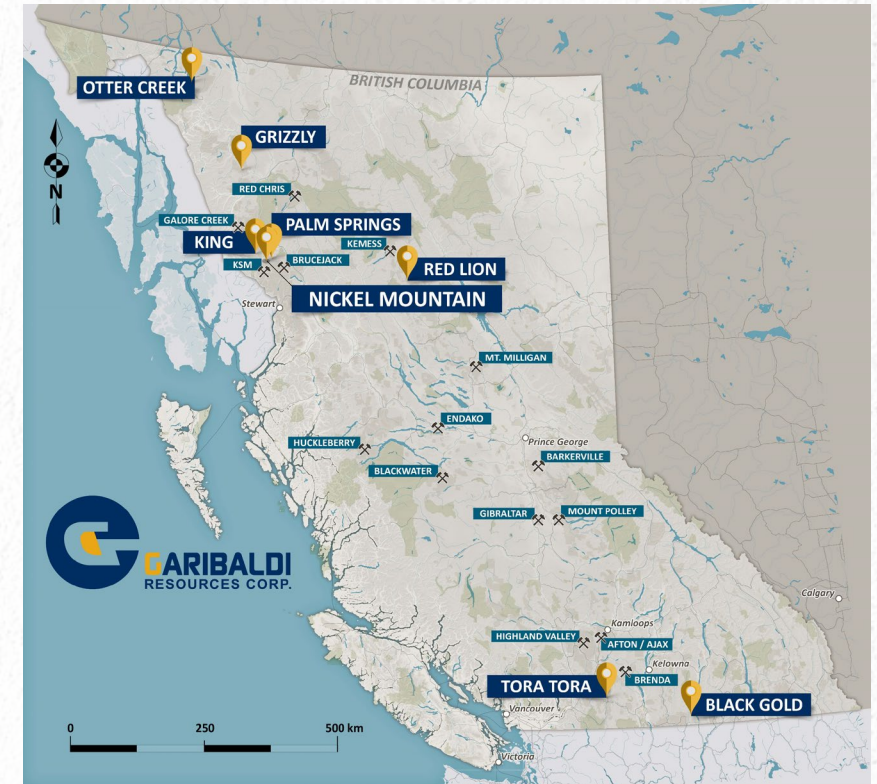 OTTER CREEK
BRITISH COLUMBIA
GRIZZLY
N
RED CHRIS
GALORE CREEK
PALM SPRINGS
KING
KEMESS
KSM
BRUCEJACK
RED LION
NICKEL MOUNTAIN
Stewart
MT. MILLIGAN
ENDAKO
HUCKLEBERRY
Prince George
BARKERVILLE
BLACKWATER
GIBRALTAR
MOUNT POLLEY
GARIBALDI
RESOURCES CORP.
Calgary
Kamloops
HIGHLAND VALLEY
AFTON / AJAX
Kelowna
BRENDA
TORA TORA
BLACK GOLD
Vancouver
0 250 500 km
Victoria